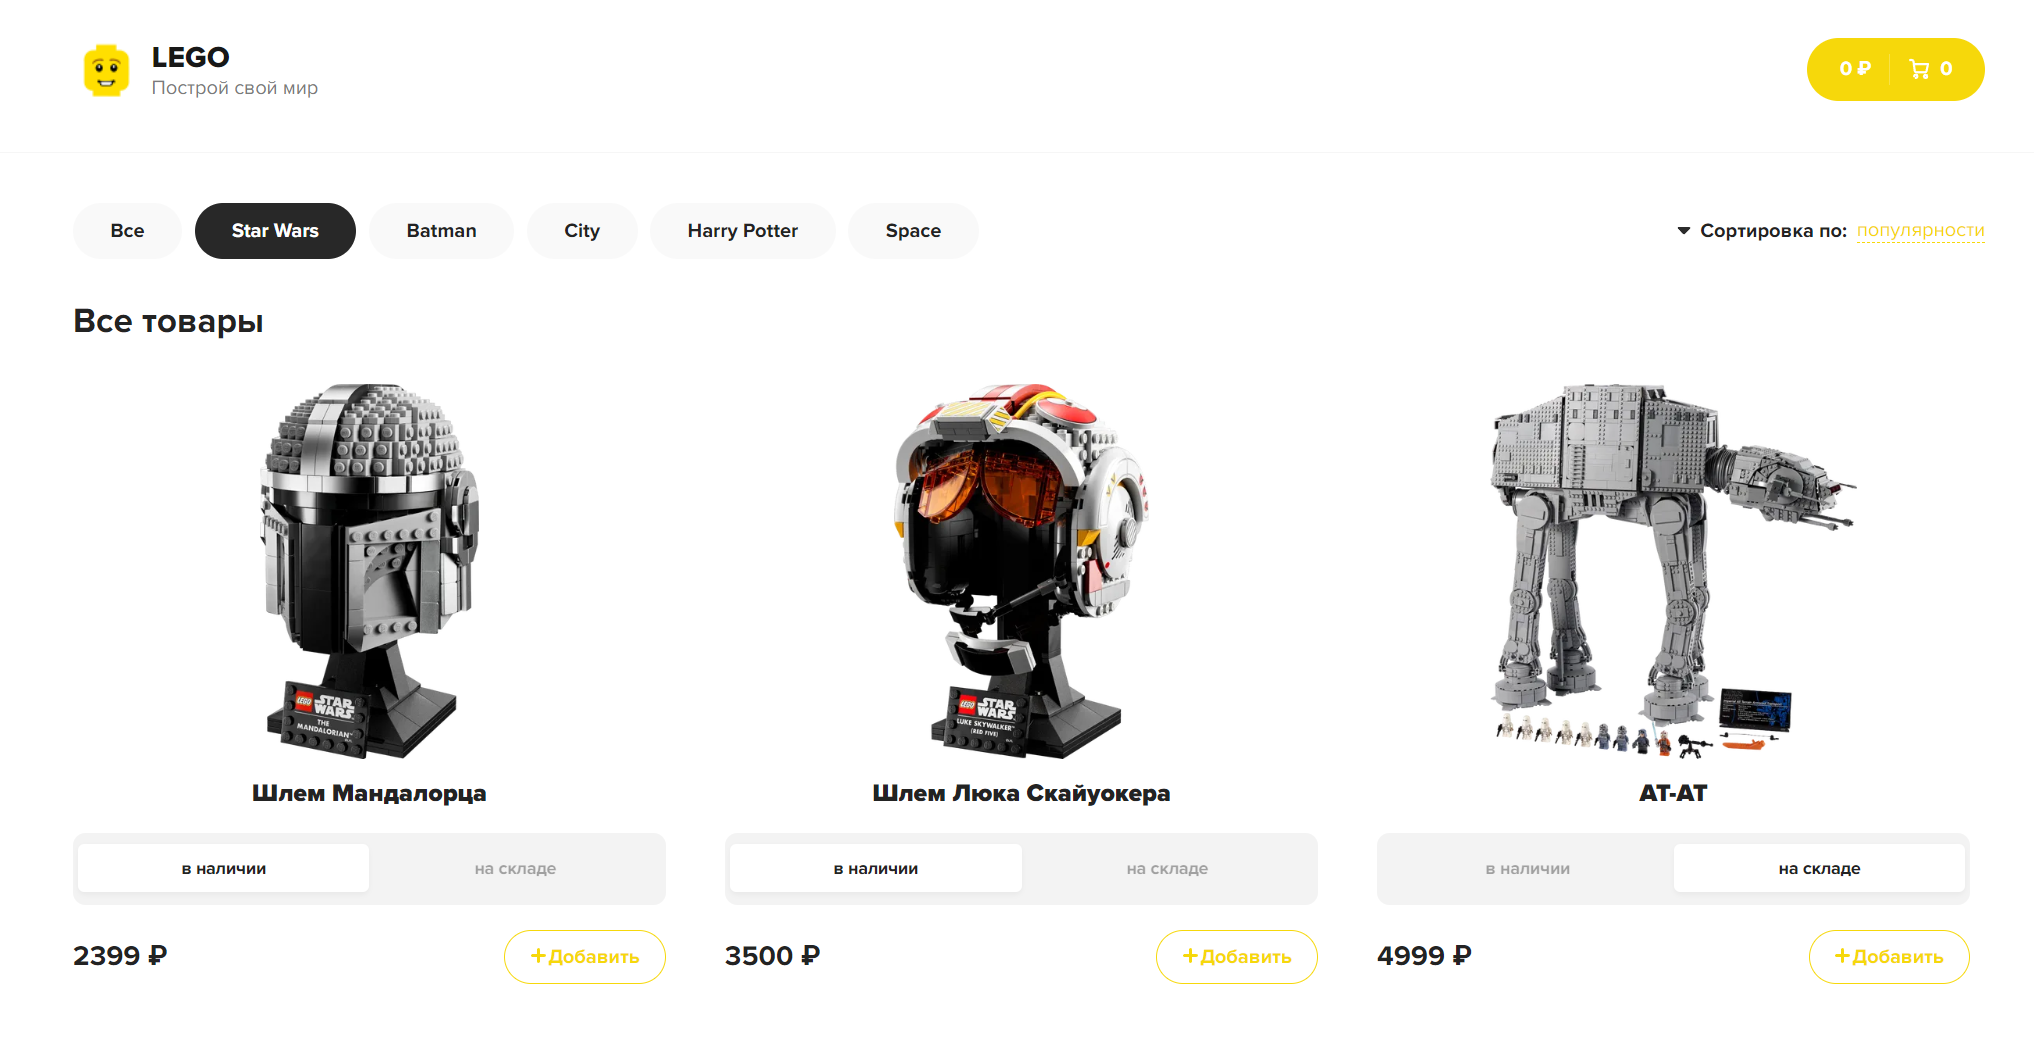 LEGO
Построй свой мир
0 ₽ 0
Все Star Wars Batman City Harry Potter Space Сортировка по: популярности
Все товары
LEGO STAR WARS
THE MANDALORIAN™
LEGO STAR WARS
LUKE SKYWALKER™
(RED FIVE)
Шлем Мандалорца Шлем Люка Скайуокера AT-AT
в наличии на складе в наличии на складе в наличии на складе
2399 ₽ +Добавить 3500 ₽ +Добавить 4999 ₽ +Добавить